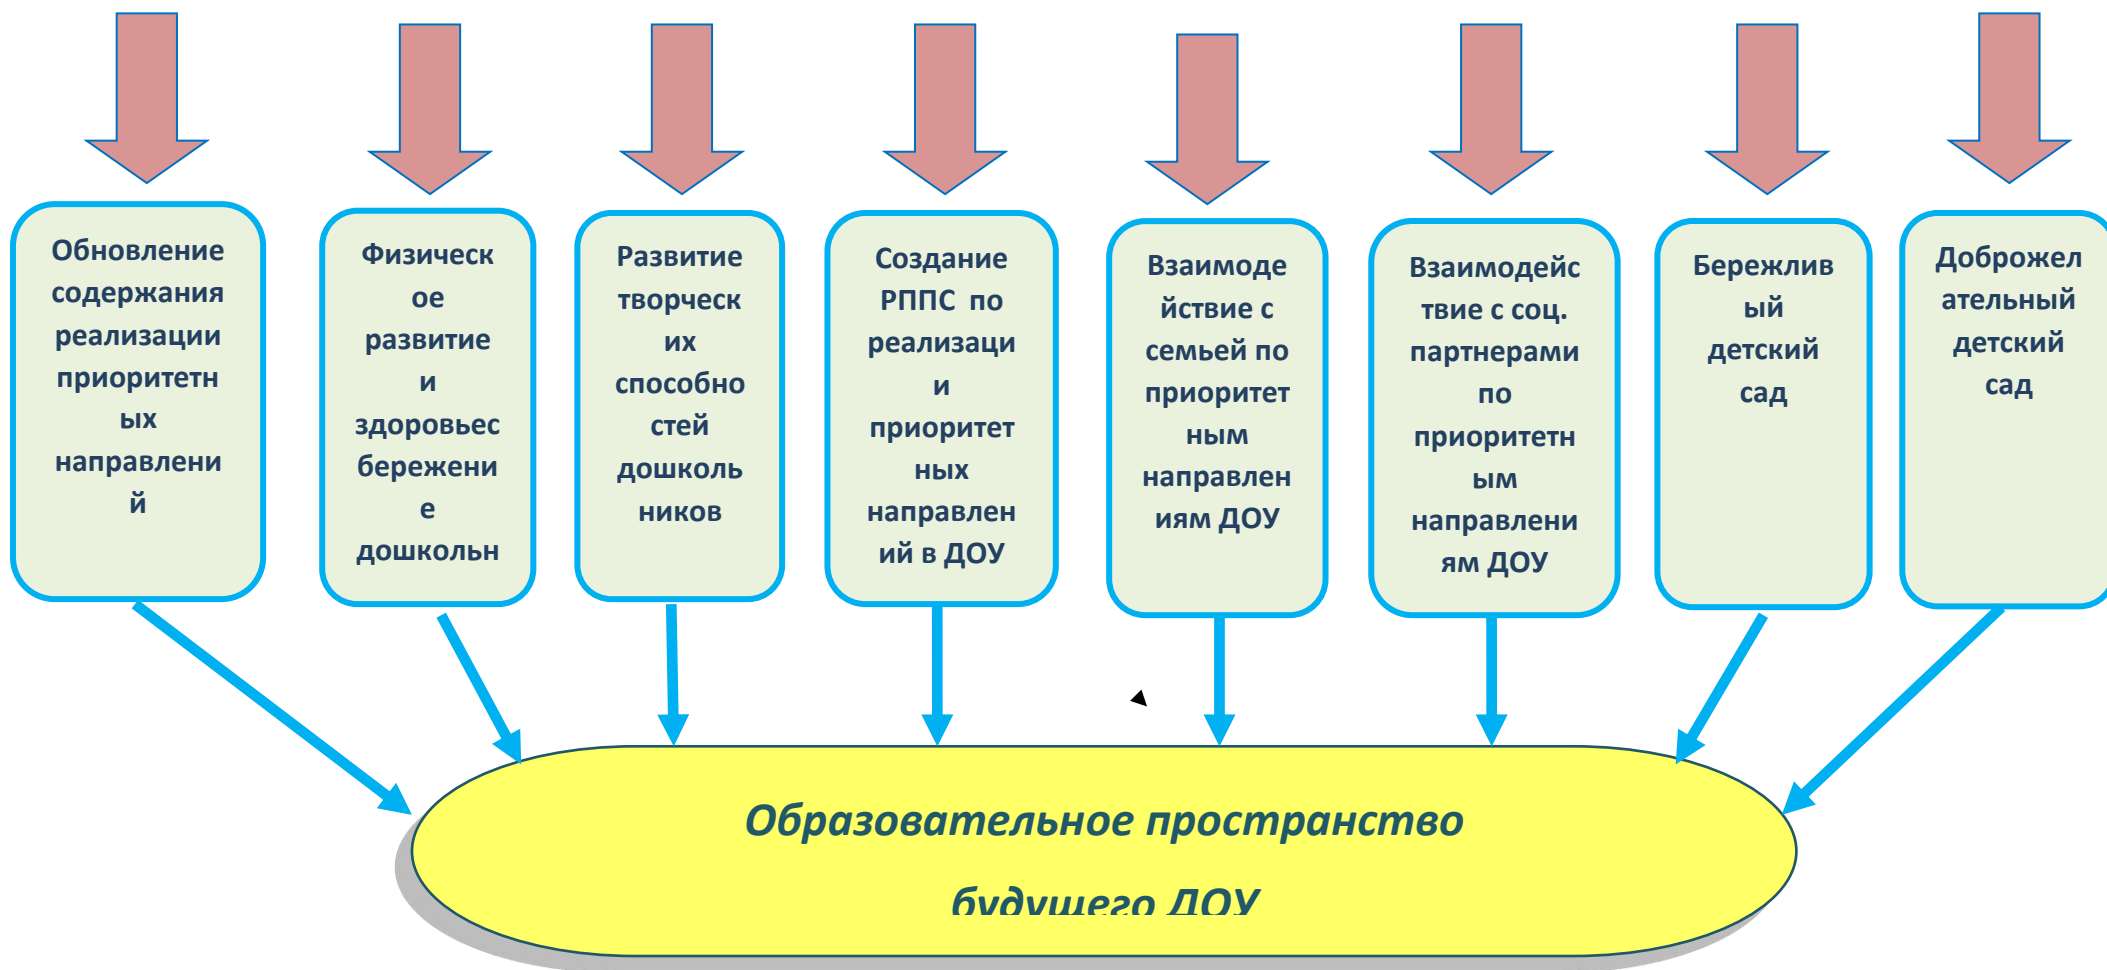 Обновление
содержания
реализации
приоритетн
ых
направлени
й
Физическ
ое
развитие
и
здоровьес
бережени
е
дошкольн
Развитие
творческ
их
способно
стей
дошколь
ников
Создание
РППС по
реализаци
и
приоритет
ных
направлен
ий в ДОУ
Взаимоде
йствие с
семьей по
приоритет
ным
направлен
иям ДОУ
Взаимодейс
твие с соц.
партнерами
по
приоритетн
ым
направлени
ям ДОУ
Бережлив
ый
детский
сад
Доброжел
ательный
детский
сад
Образовательное пространство
будущего ДОУ